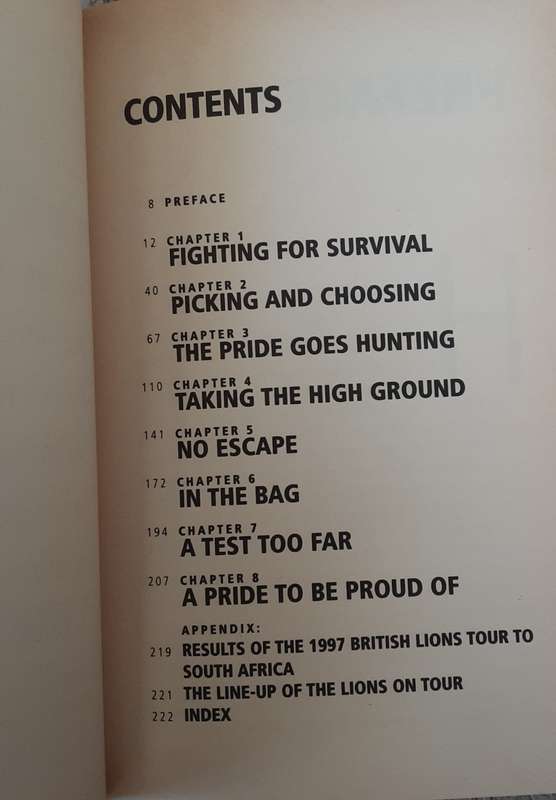 CONTENTS
8 PREFACE
12 CHAPTER 1
FIGHTING FOR SURVIVAL
40 CHAPTER 2
PICKING AND CHOOSING
67 CHAPTER 3
THE PRIDE GOES HUNTING
110 CHAPTER 4
TAKING THE HIGH GROUND
141 CHAPTER 5
NO ESCAPE
172 CHAPTER 6
IN THE BAG
194 CHAPTER 7
A TEST TOO FAR
207 CHAPTER 8
A PRIDE TO BE PROUD OF
APPENDIX:
219 RESULTS OF THE 1997 BRITISH LIONS TOUR TO
SOUTH AFRICA
221 THE LINE-UP OF THE LIONS ON TOUR
222 INDEX